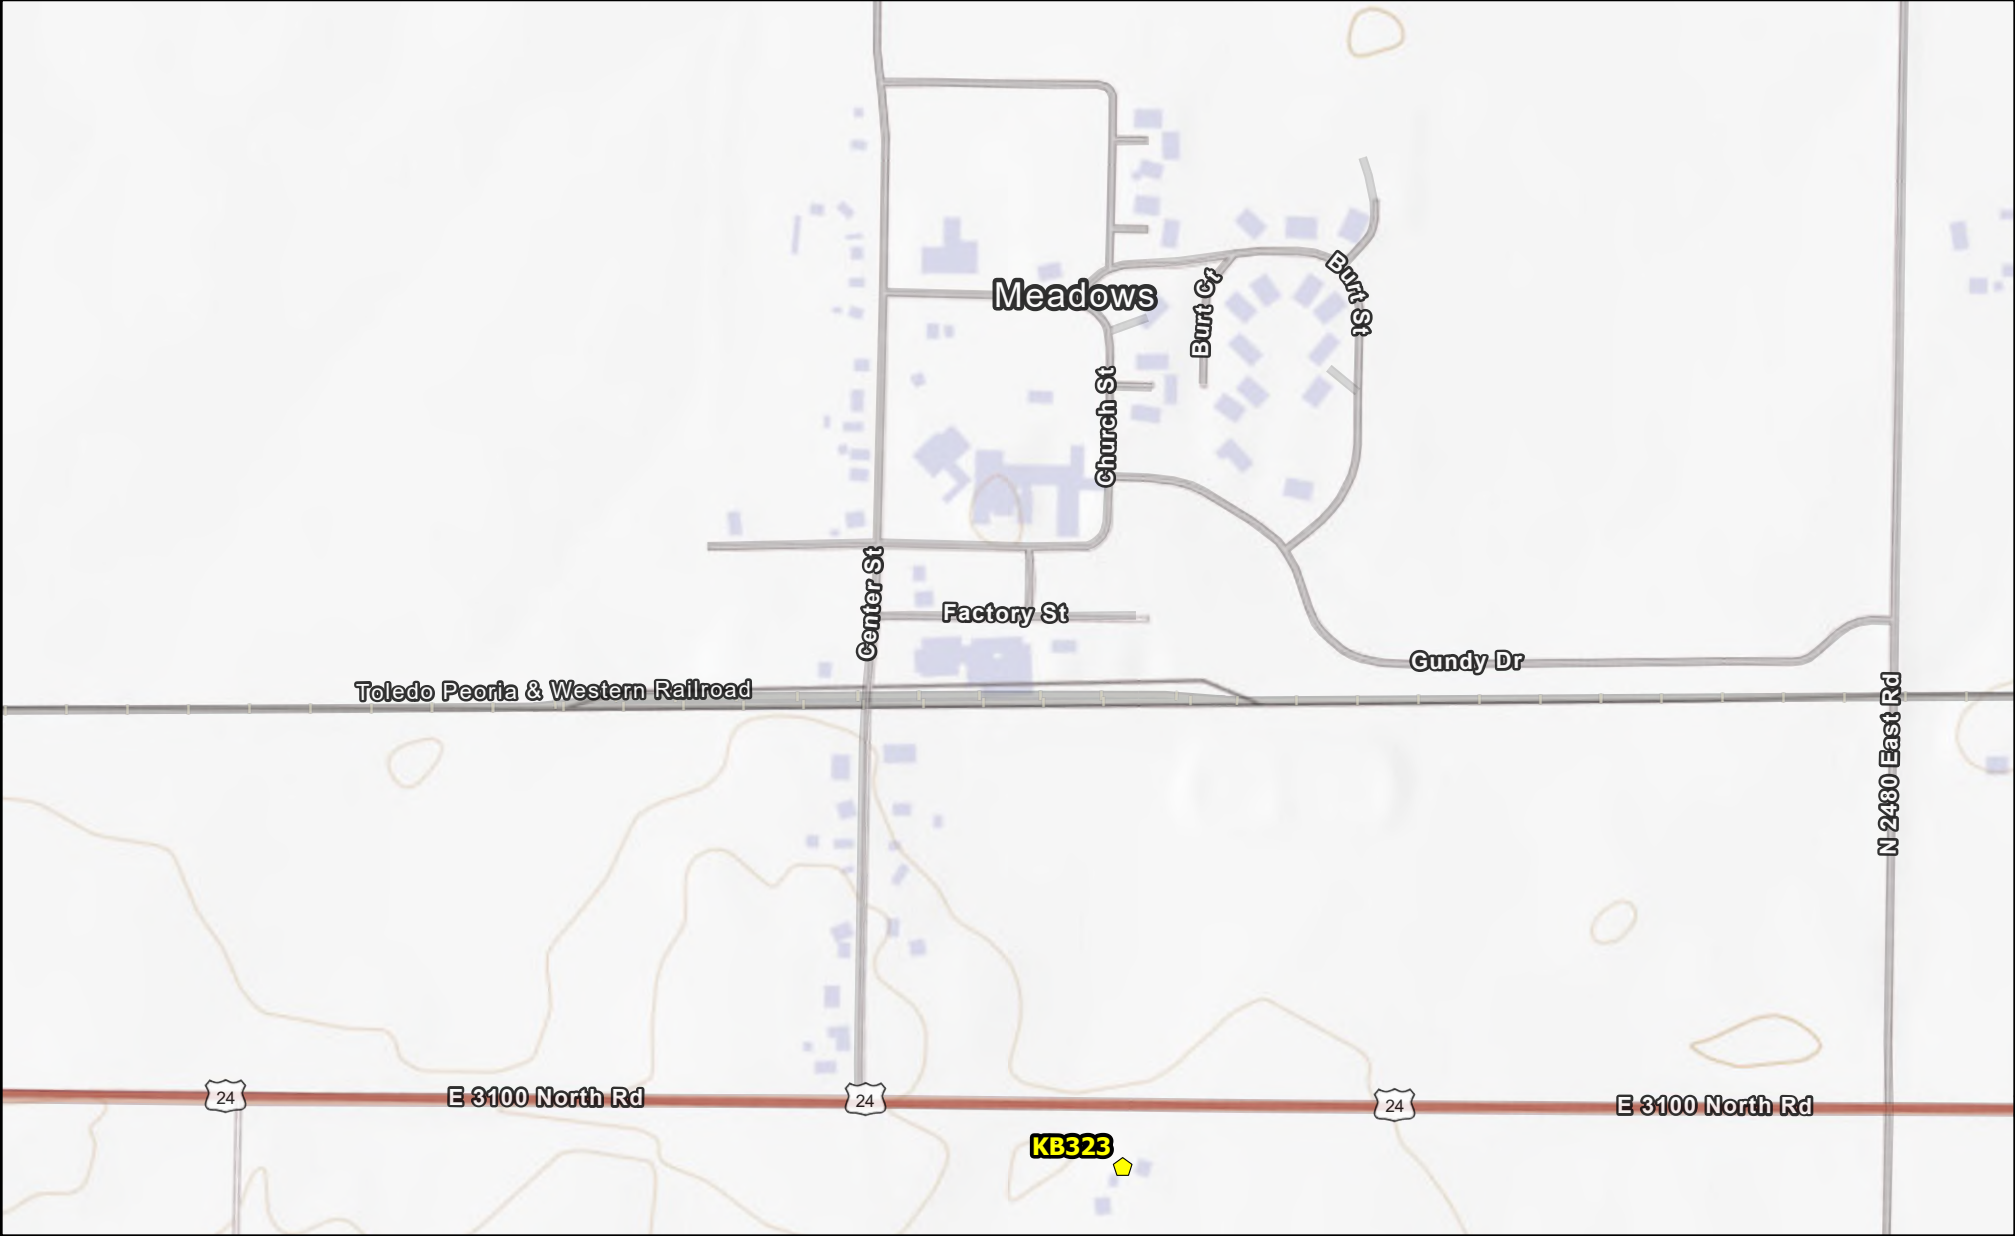 Meadows
Burt Ct
Burt St
Church St
Center St
Factory St
Gundy Dr
Toledo Peoria & Western Railroad
N 2480 East Rd
24
E 3100 North Rd
24
24
E 3100 North Rd
KB323